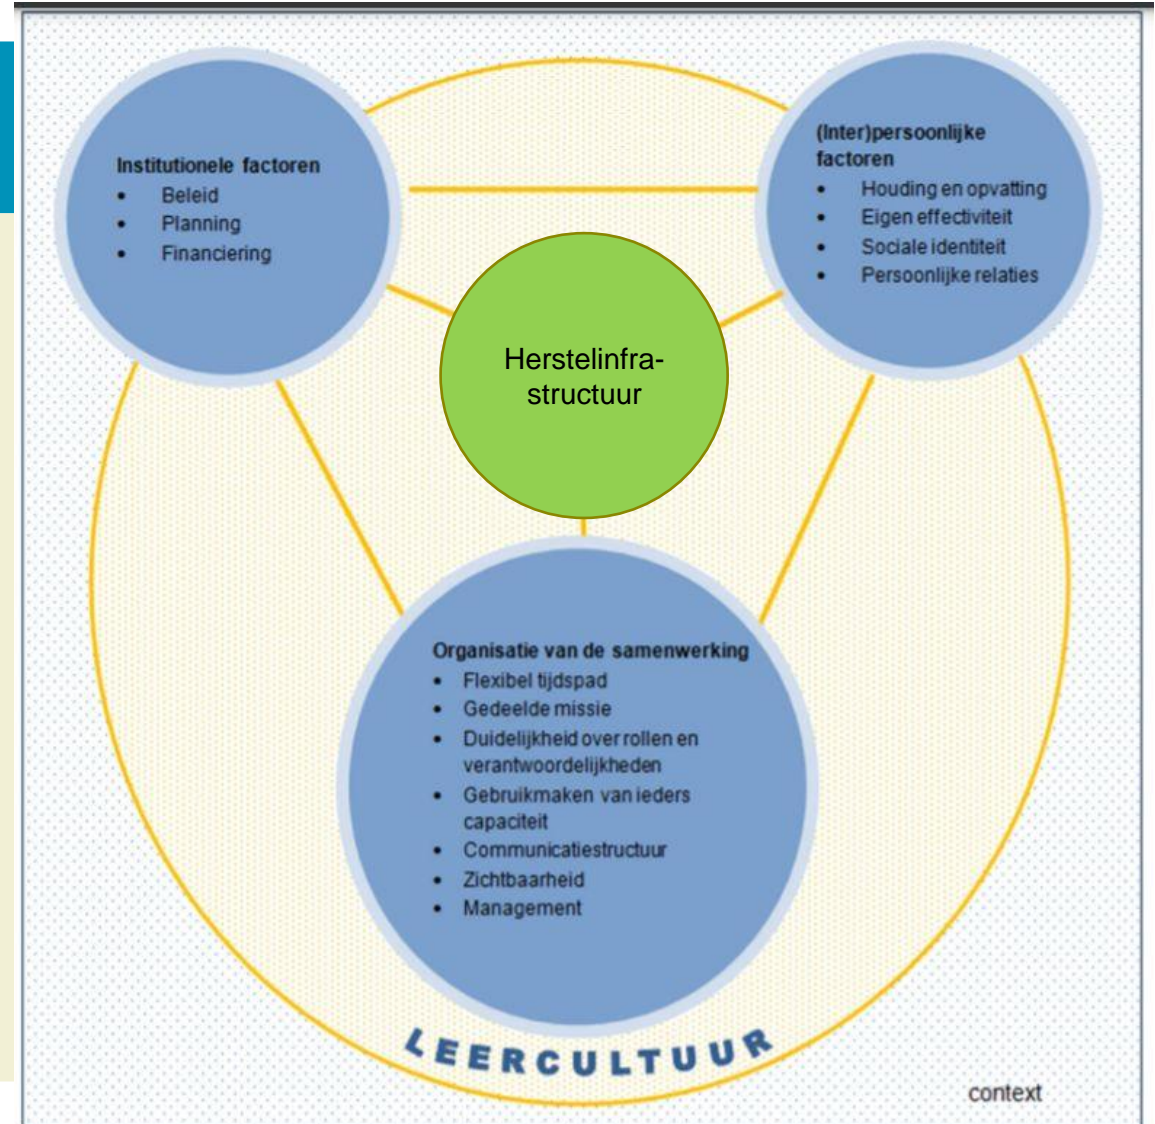 Institutionele factoren
• Beleid
• Planning
• Financiering
(Inter)persoonlijke
factoren
• Houding en opvatting
• Eigen effectiviteit
• Sociale identiteit
• Persoonlijke relaties
Herstelinfra-
structuur
Organisatie van de samenwerking
• Flexibel tijdspad
• Gedeelde missie
• Duidelijkheid over rollen en
verantwoordelijkheden
• Gebruikmaken van ieders
capaciteit
• Communicatiestructuur
• Zichtbaarheid
• Management
LEERCULTUUR
context